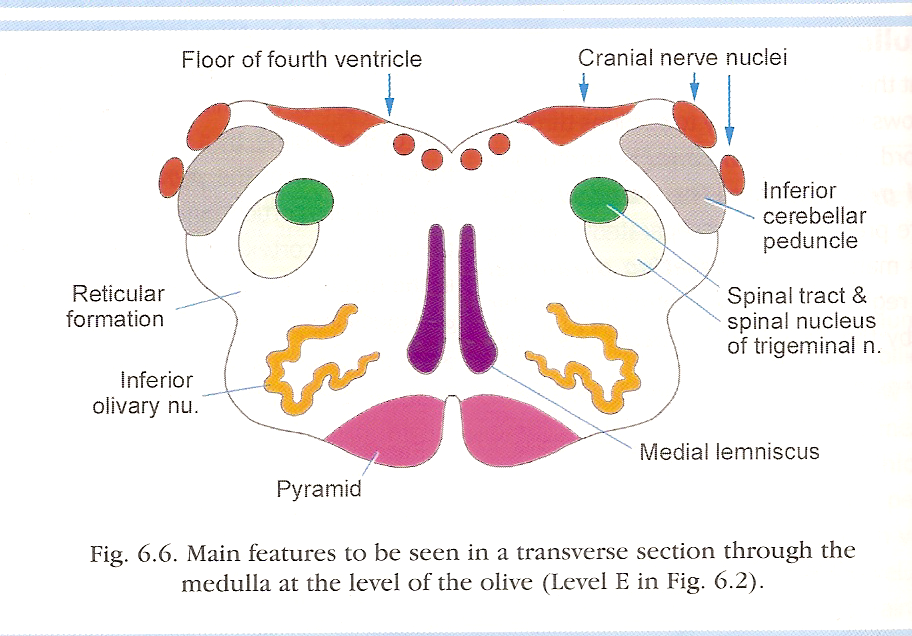 Floor of fourth ventricle
Cranial nerve nuclei
Inferior
cerebellar
peduncle
Reticular
formation
Spinal tract &
spinal nucleus
of trigeminal n.
Inferior
olivary nu.
Medial lemniscus
Pyramid
Fig. 6.6. Main features to be seen in a transverse section through the
medulla at the level of the olive (Level E in Fig. 6.2).